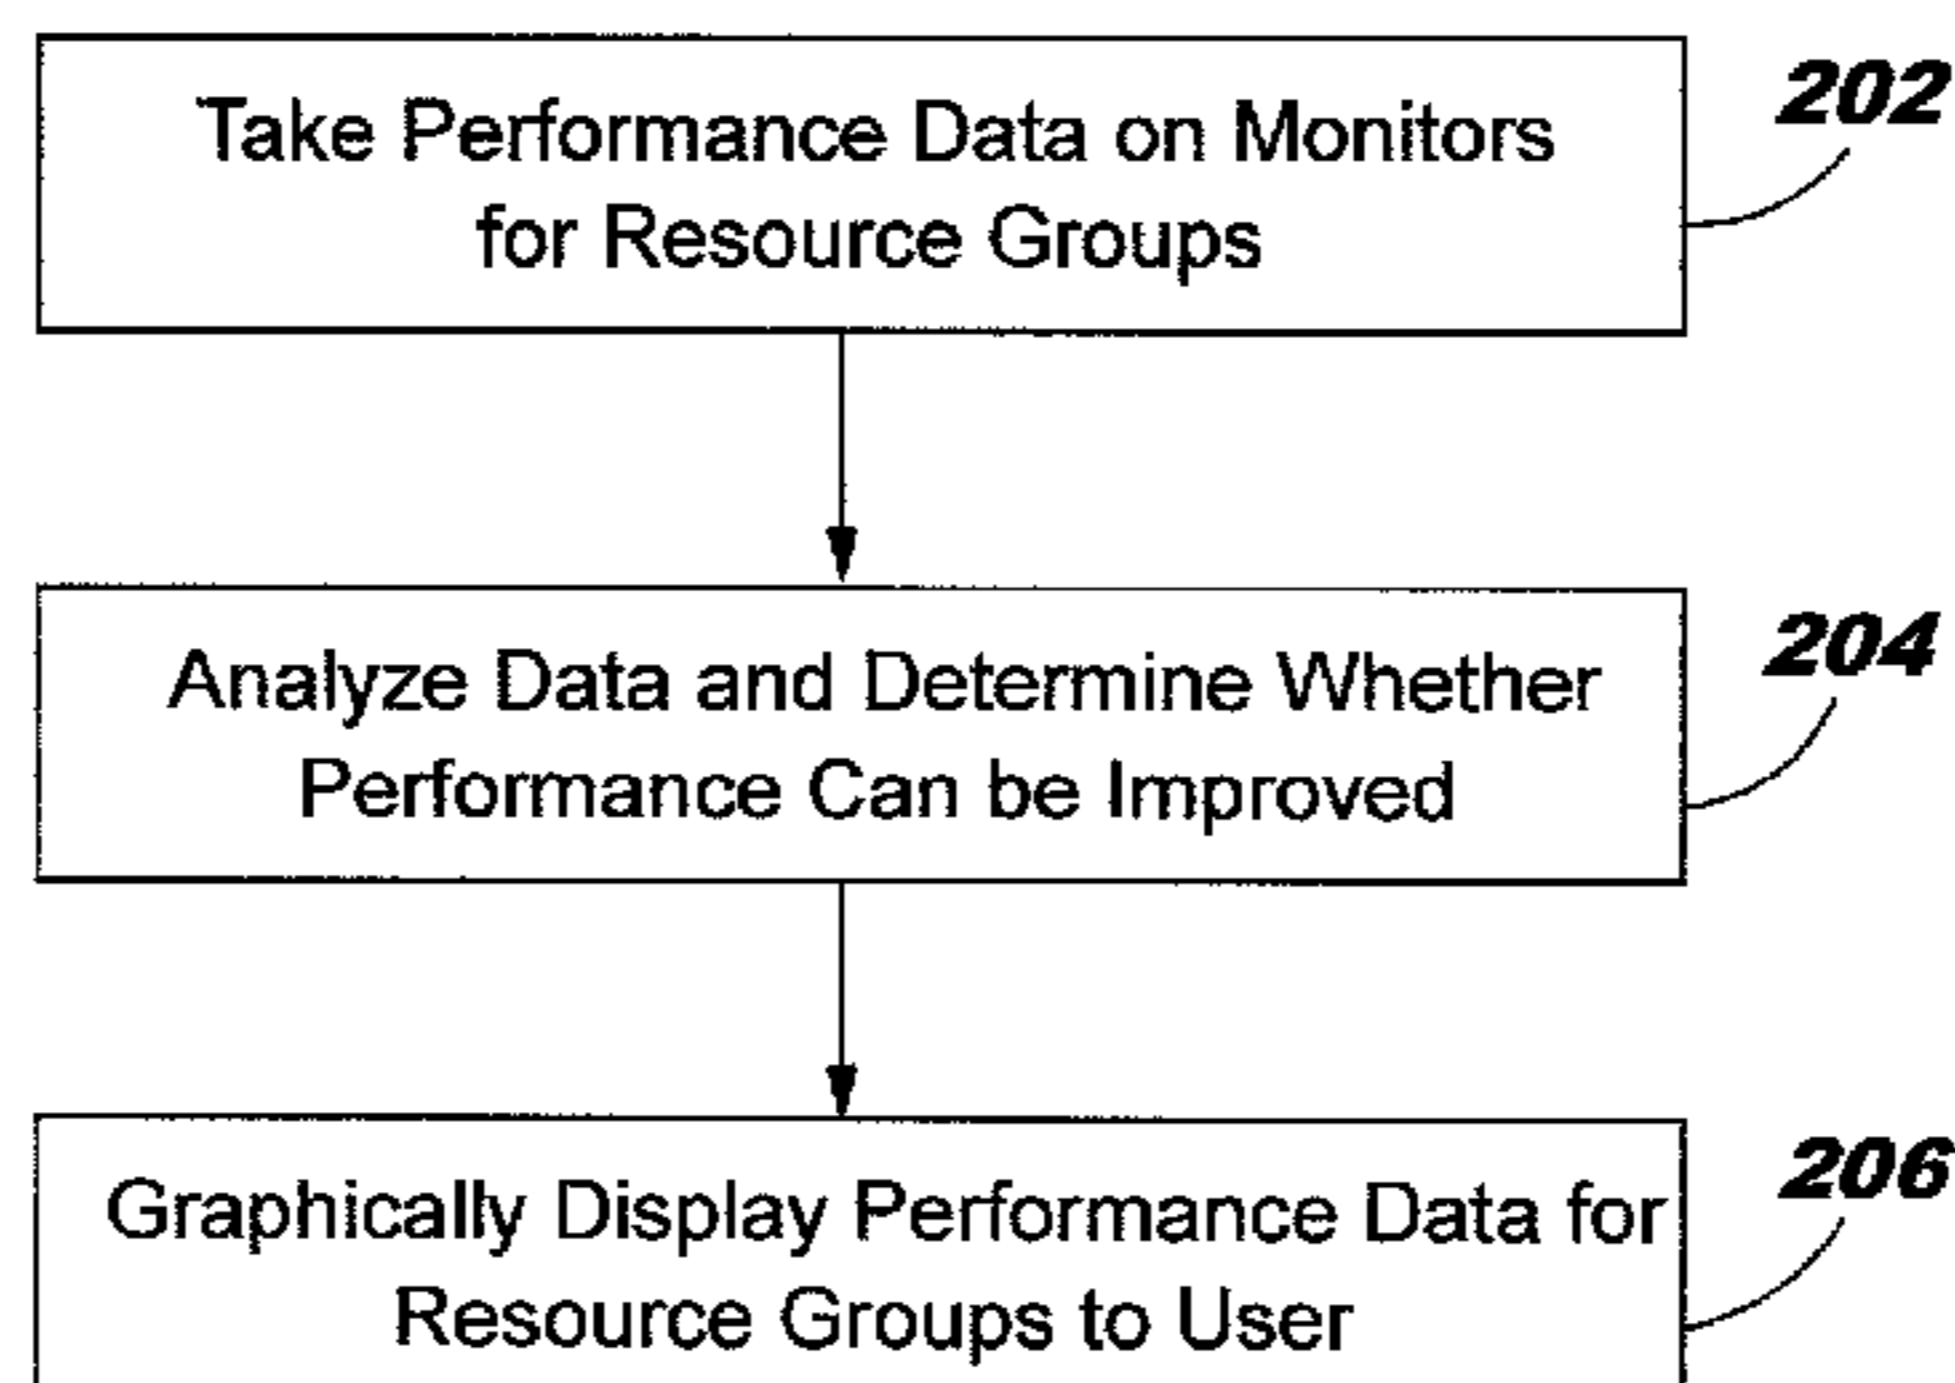 Take Performance Data on Monitors
for Resource Groups
202
Analyze Data and Determine Whether
Performance Can be Improved
204
Graphically Display Performance Data for
Resource Groups to User
206